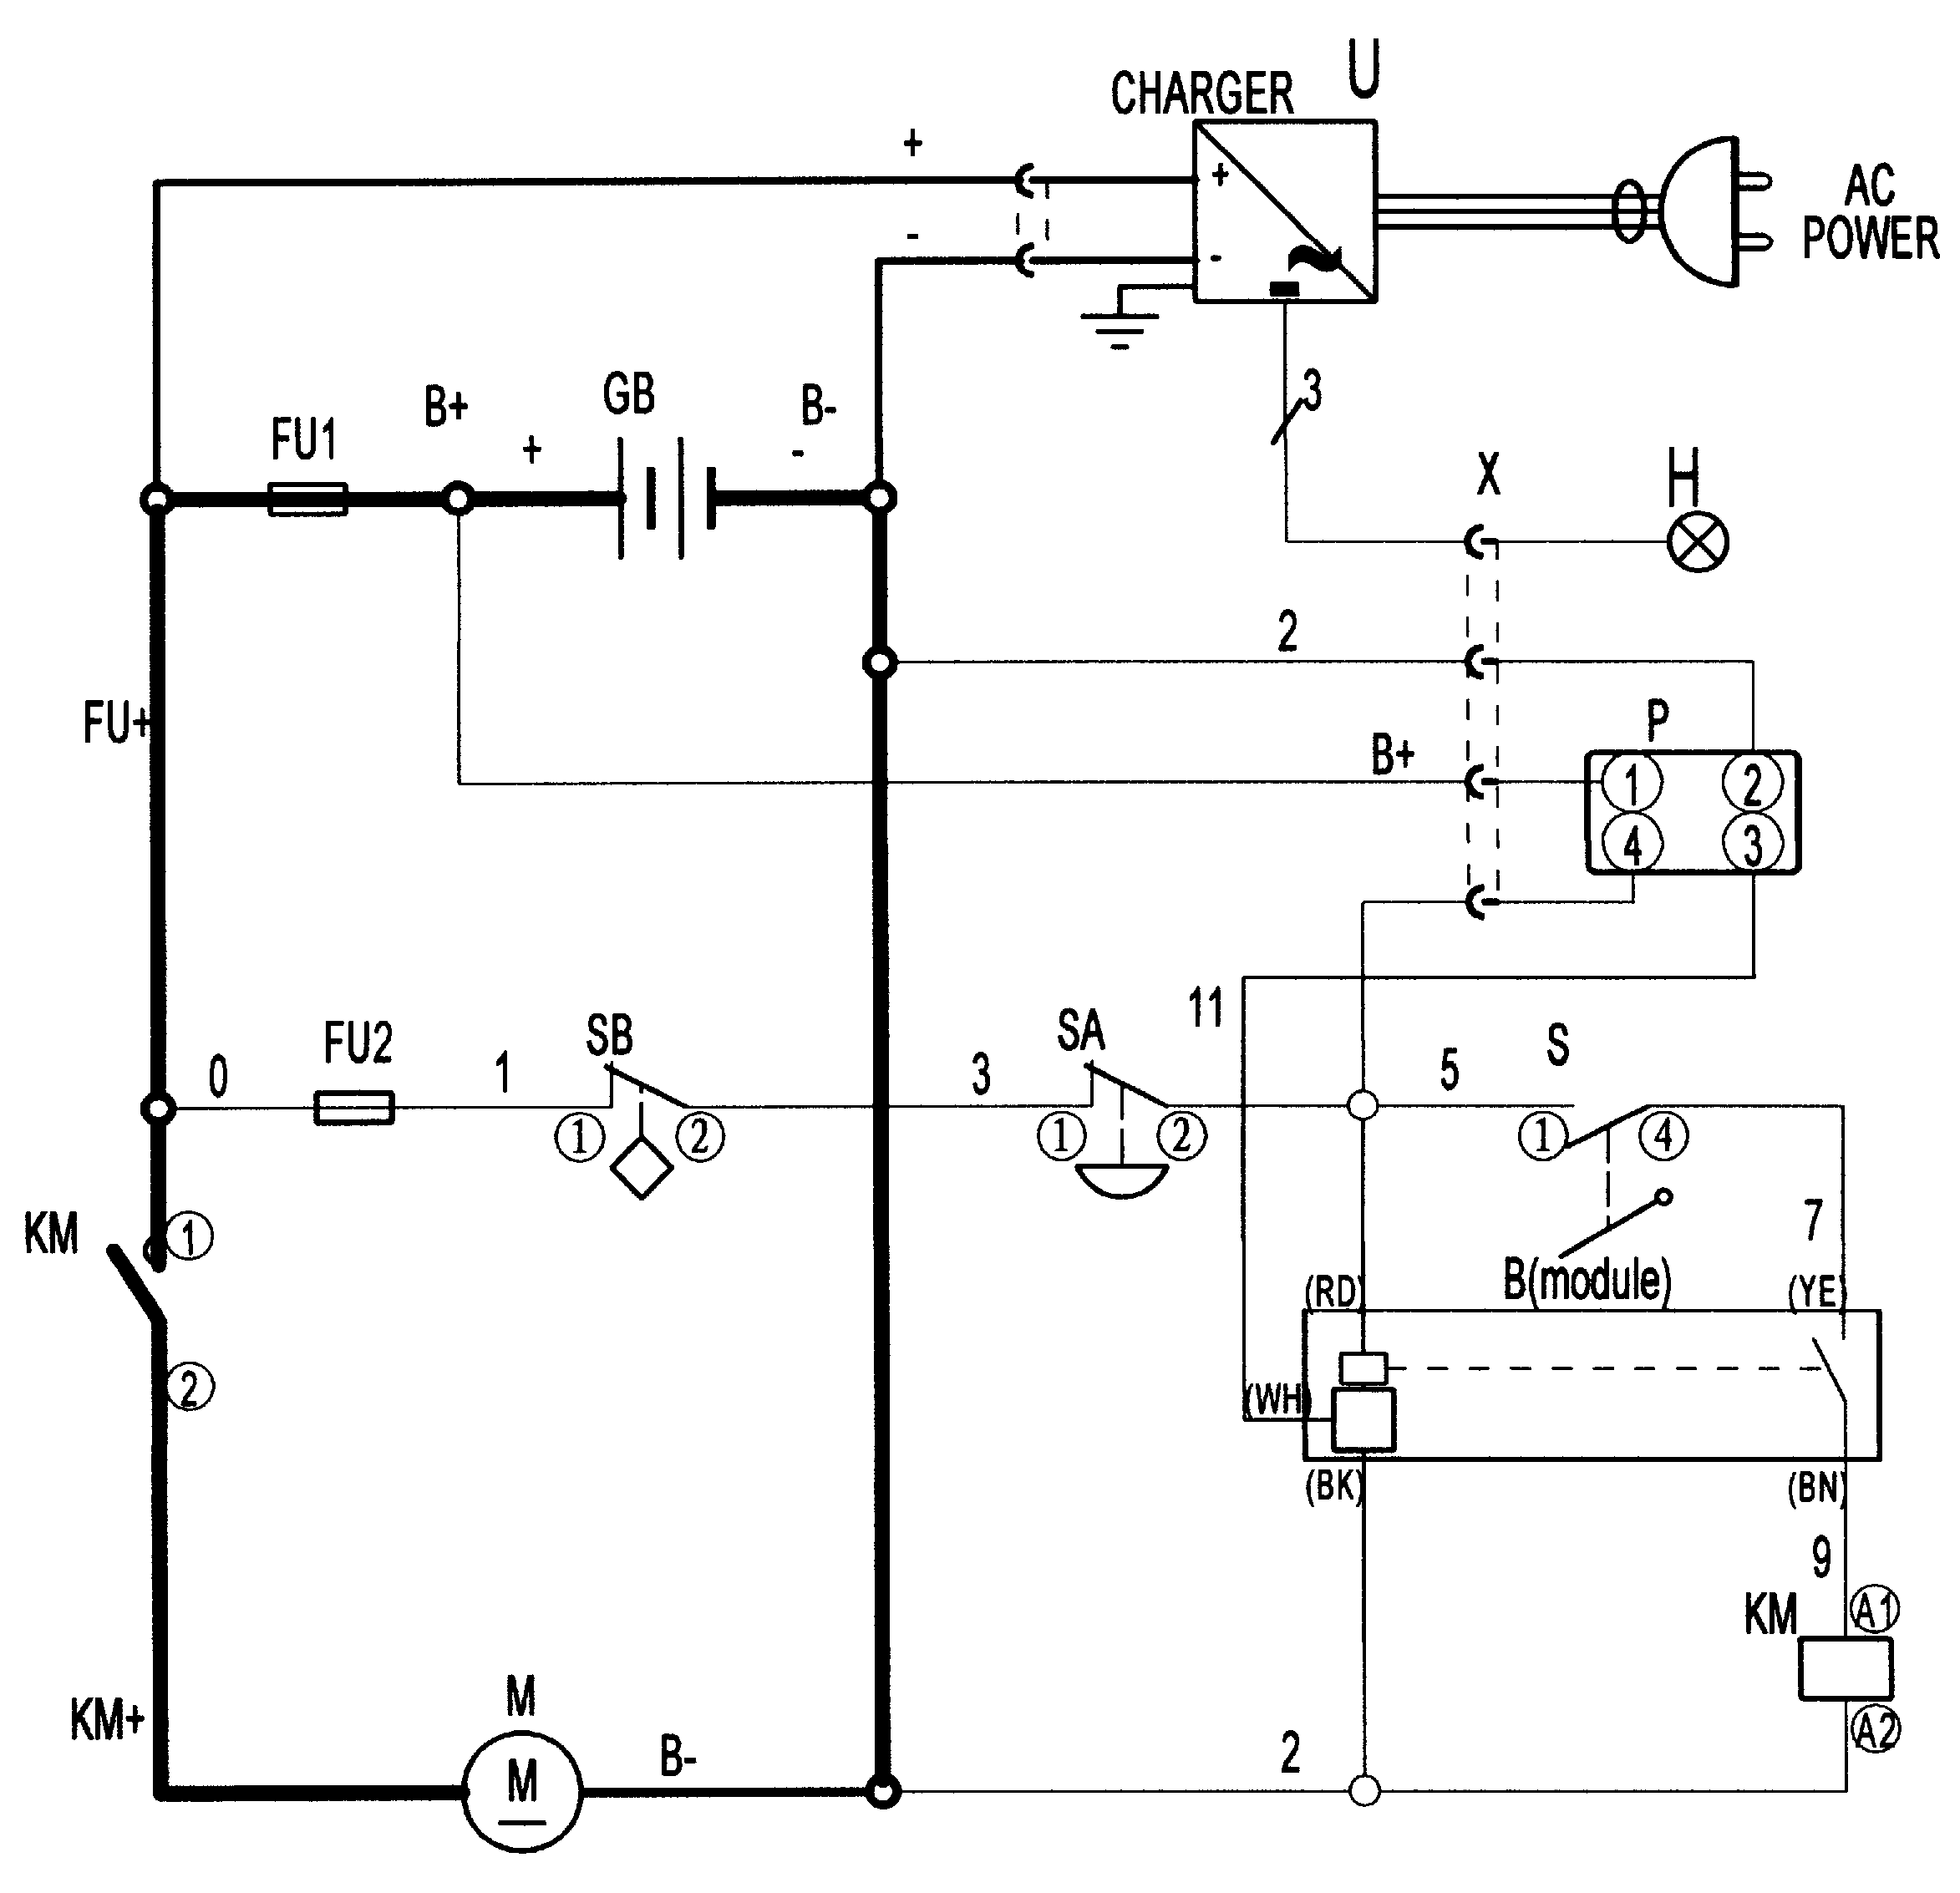 U
CHARGER
+
+
AC
POWER
-
-
3
GB
B+
B-
FU1
+
-
X
H
2
FU+
P
B+
1
2
4
3
11
FU2
SB
SA
S
0
1
3
5
1
2
1
2
1
4
KM
1
7
B(module)
(RD)
(YE)
2
(WH)
(BK)
(BN)
9
KM
A1
M
KM+
A2
B-
2
M